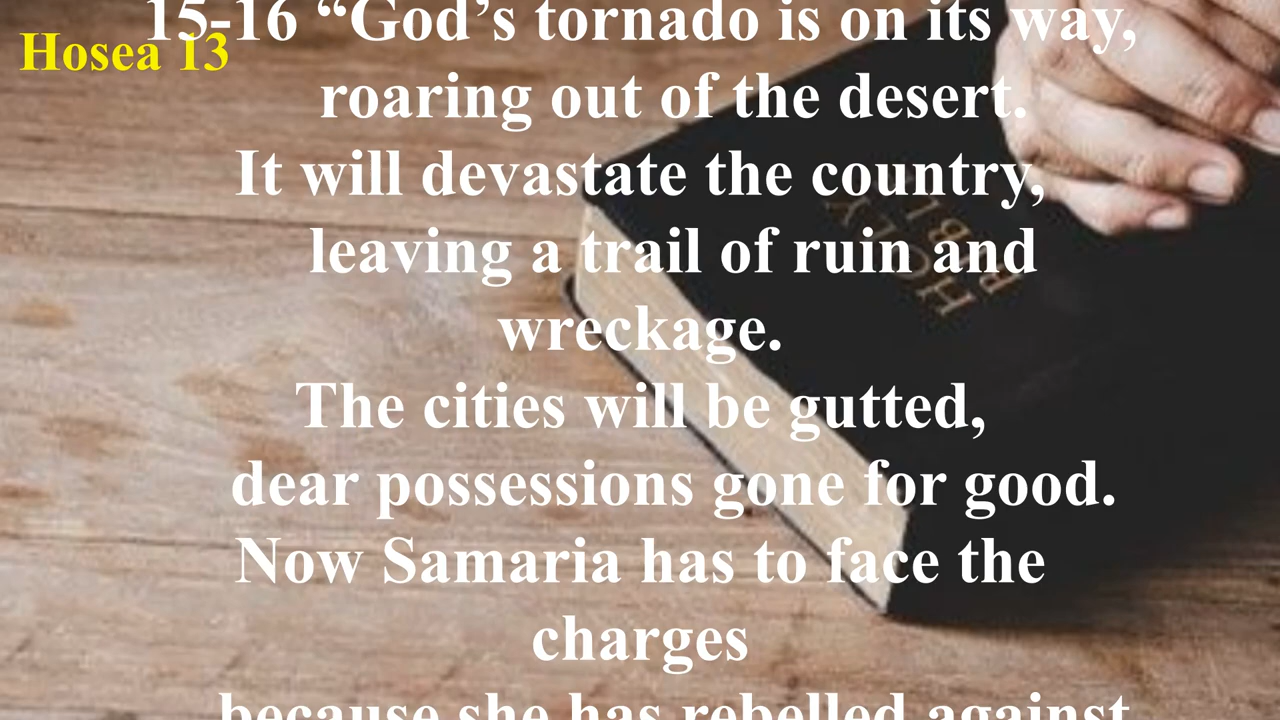 15-16 “God’s tornado is on its way,
Hosea 13
roaring out of the desert.
It will devastate the country,
leaving a trail of ruin and
wreckage.
The cities will be gutted,
dear possessions gone for good.
Now Samaria has to face the
charges
because she has rebelled against
HOLY
BIBL